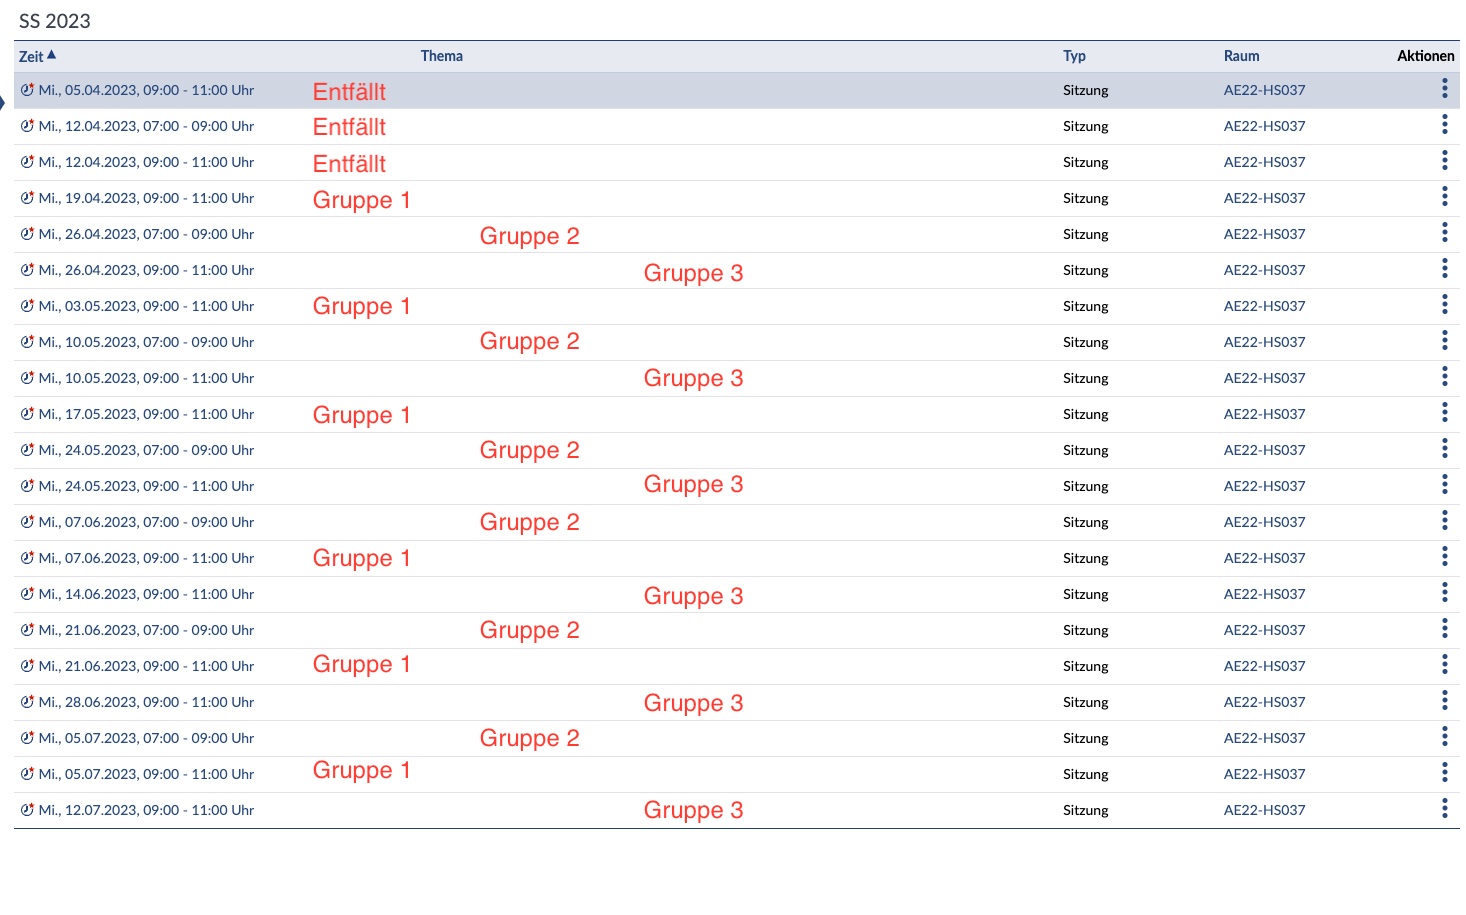 SS 2023
Zeit Thema Typ Raum Aktionen
Mi., 05.04.2023, 09:00 - 11:00 Uhr Entfällt Sitzung AE22-HS037
Mi., 12.04.2023, 07:00 - 09:00 Uhr Entfällt Sitzung AE22-HS037
Mi., 12.04.2023, 09:00 - 11:00 Uhr Entfällt Sitzung AE22-HS037
Mi., 19.04.2023, 09:00 - 11:00 Uhr Gruppe 1 Sitzung AE22-HS037
Mi., 26.04.2023, 07:00 - 09:00 Uhr Gruppe 2 Sitzung AE22-HS037
Mi., 26.04.2023, 09:00 - 11:00 Uhr Gruppe 3 Sitzung AE22-HS037
Mi., 03.05.2023, 09:00 - 11:00 Uhr Gruppe 1 Sitzung AE22-HS037
Mi., 10.05.2023, 07:00 - 09:00 Uhr Gruppe 2 Sitzung AE22-HS037
Mi., 10.05.2023, 09:00 - 11:00 Uhr Gruppe 3 Sitzung AE22-HS037
Mi., 17.05.2023, 09:00 - 11:00 Uhr Gruppe 1 Sitzung AE22-HS037
Mi., 24.05.2023, 07:00 - 09:00 Uhr Gruppe 2 Sitzung AE22-HS037
Mi., 24.05.2023, 09:00 - 11:00 Uhr Gruppe 3 Sitzung AE22-HS037
Mi., 07.06.2023, 07:00 - 09:00 Uhr Gruppe 2 Sitzung AE22-HS037
Mi., 07.06.2023, 09:00 - 11:00 Uhr Gruppe 1 Sitzung AE22-HS037
Mi., 14.06.2023, 09:00 - 11:00 Uhr Gruppe 3 Sitzung AE22-HS037
Mi., 21.06.2023, 07:00 - 09:00 Uhr Gruppe 2 Sitzung AE22-HS037
Mi., 21.06.2023, 09:00 - 11:00 Uhr Gruppe 1 Sitzung AE22-HS037
Mi., 28.06.2023, 09:00 - 11:00 Uhr Gruppe 3 Sitzung AE22-HS037
Mi., 05.07.2023, 07:00 - 09:00 Uhr Gruppe 2 Sitzung AE22-HS037
Mi., 05.07.2023, 09:00 - 11:00 Uhr Gruppe 1 Sitzung AE22-HS037
Mi., 12.07.2023, 09:00 - 11:00 Uhr Gruppe 3 Sitzung AE22-HS037